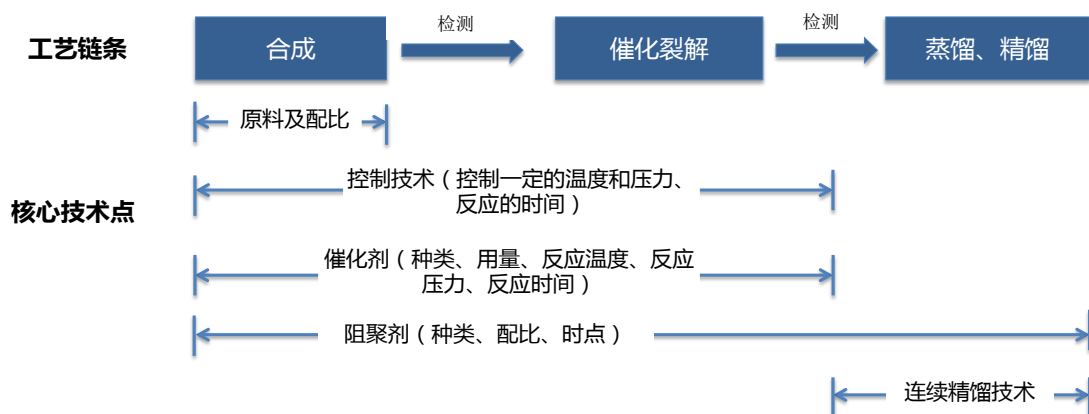 检测
检测
工艺链条
合成
催化裂解
蒸馏、精馏
原料及配比
控制技术（控制一定的温度和压力、
反应的时间）
核心技术点
催化剂（种类、用量、反应温度、反应
压力、反应时间）
阻聚剂（种类、配比、时点）
连续精馏技术